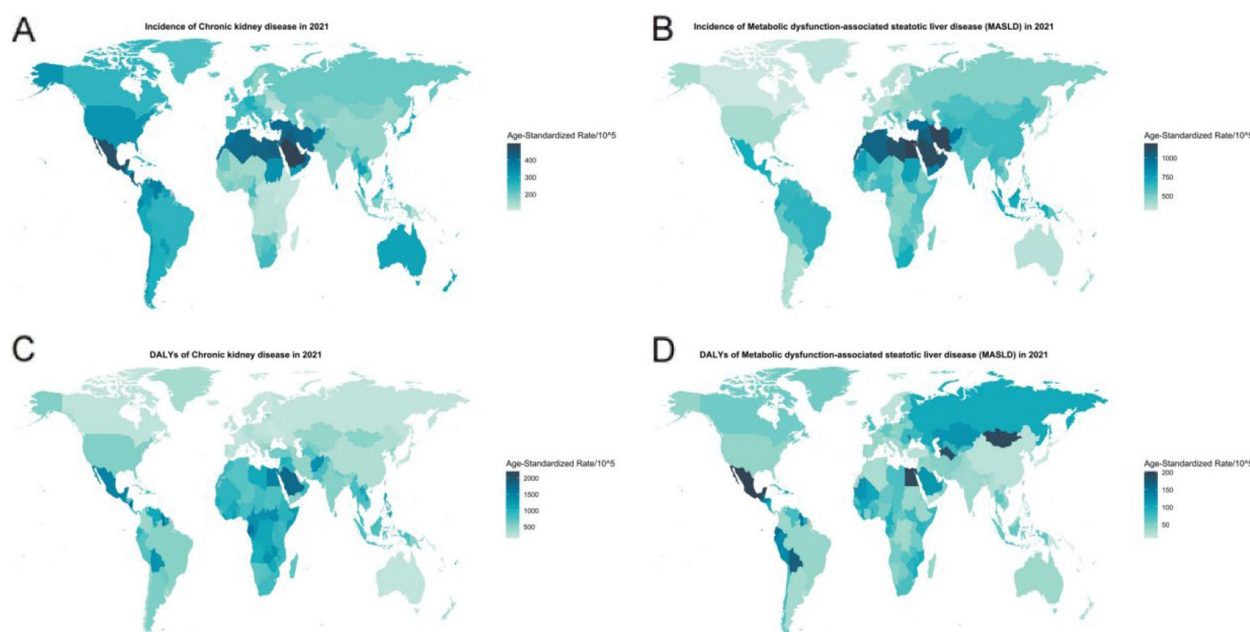 A
Incidence of Chronic kidney disease in 2021
Age-Standardized Rate/10^5
400
300
200
B
Incidence of Metabolic dysfunction-associated steatotic liver disease (MASLD) in 2021
Age-Standardized Rate/10^5
1000
750
500
C
DALYs of Chronic kidney disease in 2021
Age-Standardized Rate/10^5
2000
1500
1000
500
D
DALYs of Metabolic dysfunction-associated steatotic liver disease (MASLD) in 2021
Age-Standardized Rate/10^5
200
150
100
50